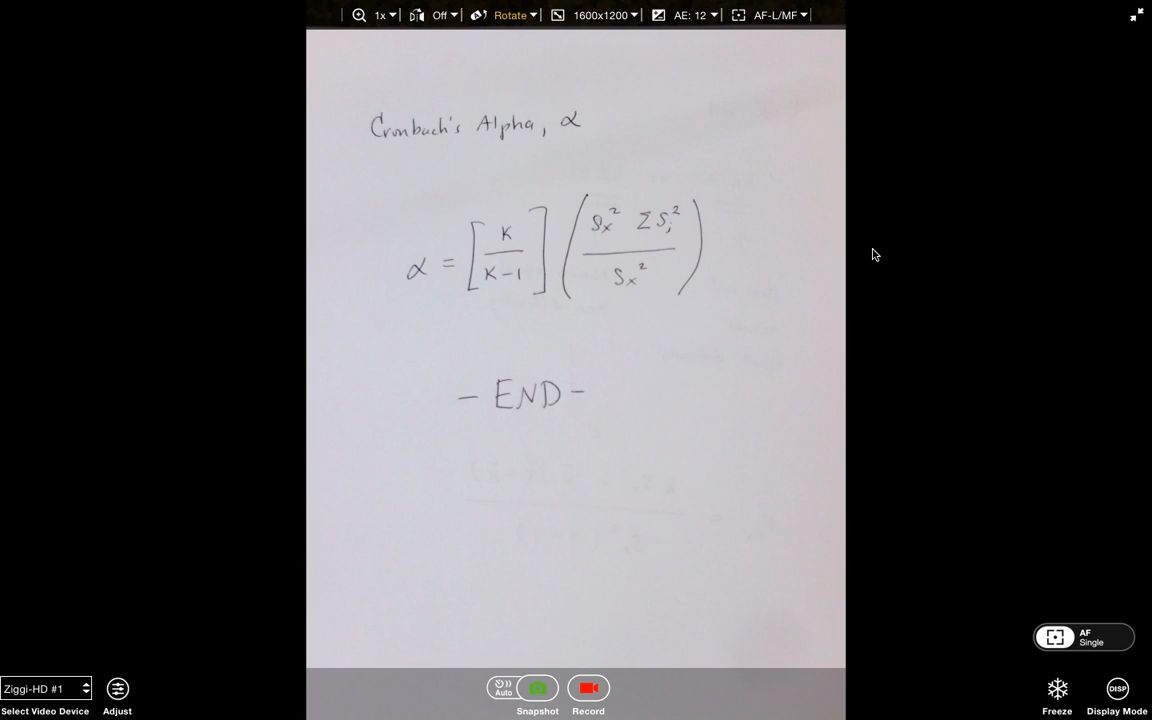 1x Off Rotate 1600x1200 AE: 12 AF-L/MF
Cronbach's Alpha, α
α = [K / K-1] (Sx² ΣSi² / Sx²)
- END -
AF
Single
Ziggi-HD #1
Auto
Select Video Device Adjust Snapshot Record Freeze Display Mode
DISP